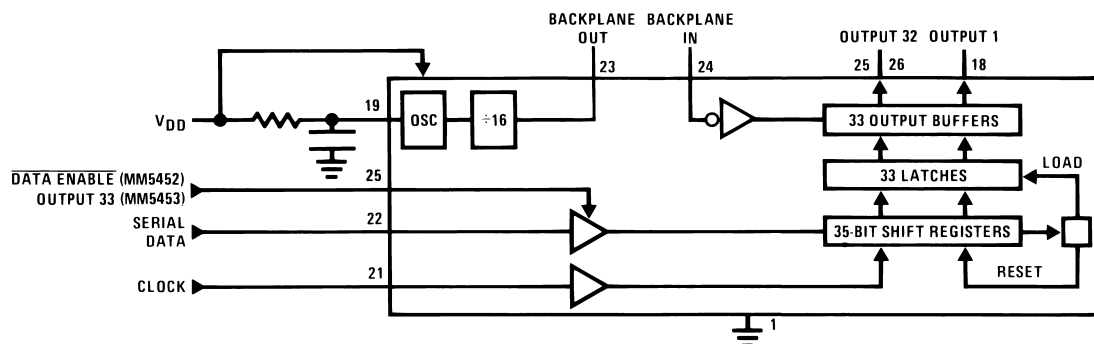 BACKPLANE OUT
BACKPLANE IN
OUTPUT 32
OUTPUT 1
23
24
25
26
18
19
VDD
OSC
÷16
33 OUTPUT BUFFERS
LOAD
DATA ENABLE (MM5452)
OUTPUT 33 (MM5453)
25
33 LATCHES
SERIAL DATA
22
35-BIT SHIFT REGISTERS
RESET
CLOCK
21
1